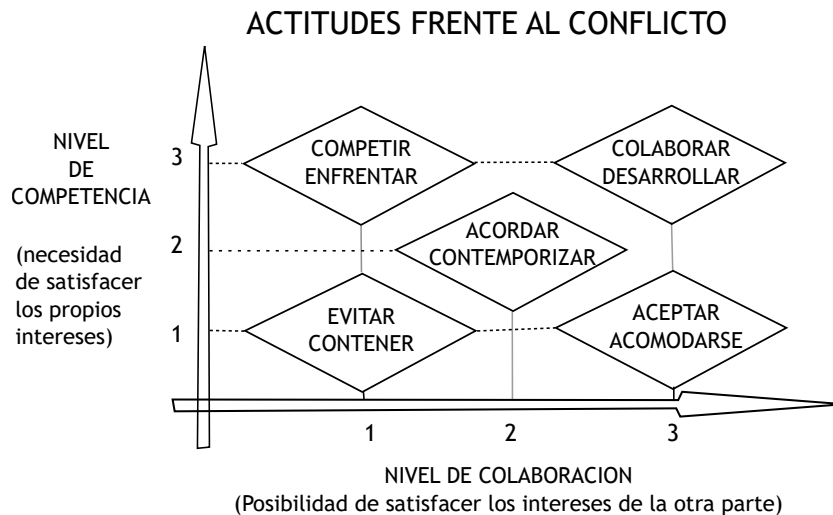 ACTITUDES FRENTE AL CONFLICTO
NIVEL
DE
COMPETENCIA
(necesidad
de satisfacer
los propios
intereses)
3
COMPETIR
ENFRENTAR
COLABORAR
DESARROLLAR
2
ACORDAR
CONTEMPORIZAR
1
EVITAR
CONTENER
ACEPTAR
ACOMODARSE
1
2
3
NIVEL DE COLABORACION
(Posibilidad de satisfacer los intereses de la otra parte)